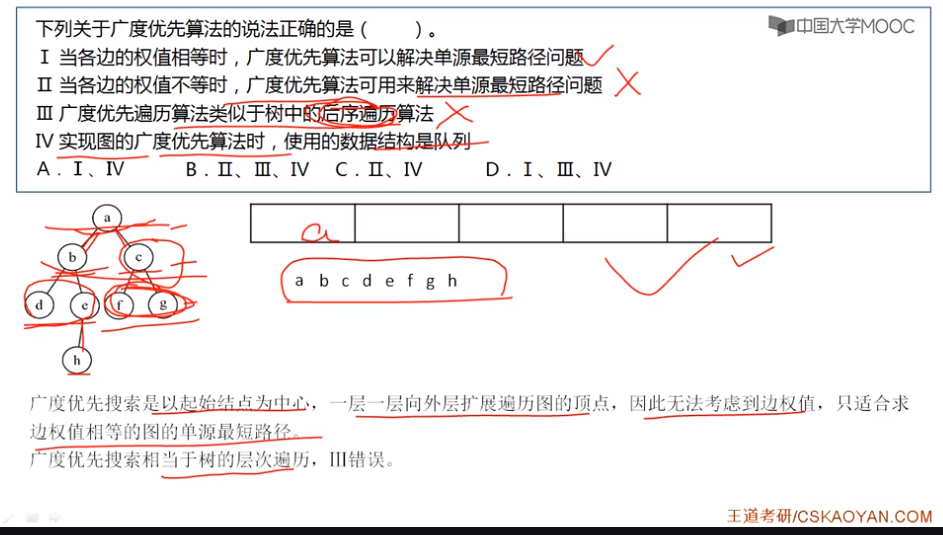 下列关于广度优先算法的说法正确的是（　　）。
中国大学MOOC
Ⅰ 当各边的权值相等时，广度优先算法可以解决单源最短路径问题
Ⅱ 当各边的权值不等时，广度优先算法可用来解决单源最短路径问题
Ⅲ 广度优先遍历算法类似于树中的后序遍历算法
Ⅳ 实现图的广度优先算法时，使用的数据结构是队列
A．Ⅰ、Ⅳ　　B．Ⅱ、Ⅲ、Ⅳ　C．Ⅱ、Ⅳ　　D．Ⅰ、Ⅲ、Ⅳ
a
b c
d e f g
h
a
a b c d e f g h
广度优先搜索是以起始结点为中心，一层一层向外层扩展遍历图的顶点，因此无法考虑到边权值，只适合求
边权值相等的图的单源最短路径。
广度优先搜索相当于树的层次遍历，Ⅲ错误。
王道考研/CSKAOYAN.COM